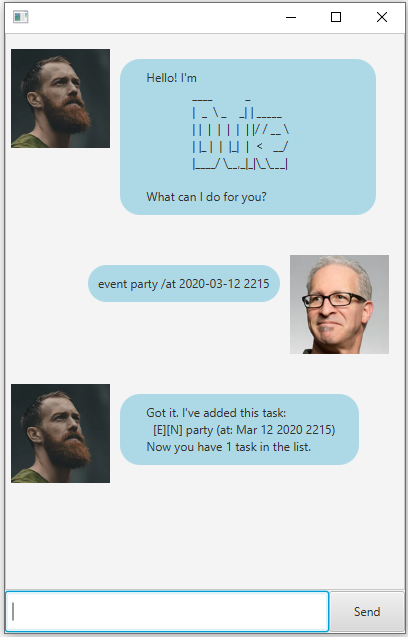 Hello! I'm
 ____        _
|  _ \ _   _| | _____
| | | | | | | |/ / _ \
| |_| | |_| |   <  __/
|____/ \__,_|_|\_\___|
What can I do for you?
event party /at 2020-03-12 2215
Got it. I've added this task:
[E][N] party (at: Mar 12 2020 2215)
Now you have 1 task in the list.
Send